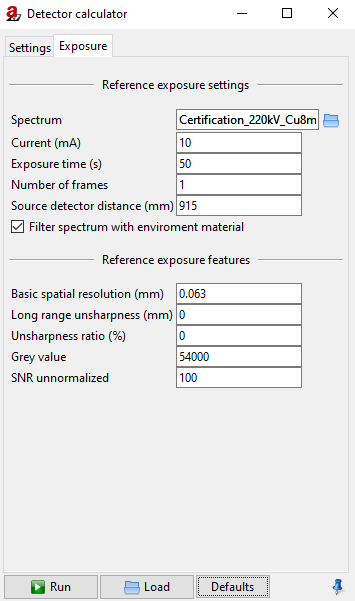 Detector calculator
Settings Exposure
Reference exposure settings
Spectrum Certification_220kV_Cu8m
Current (mA) 10
Exposure time (s) 50
Number of frames 1
Source detector distance (mm) 915
Filter spectrum with enviroment material
Reference exposure features
Basic spatial resolution (mm) 0.063
Long range unsharpness (mm) 0
Unsharpness ratio (%) 0
Grey value 54000
SNR unnormalized 100
Run Load Defaults